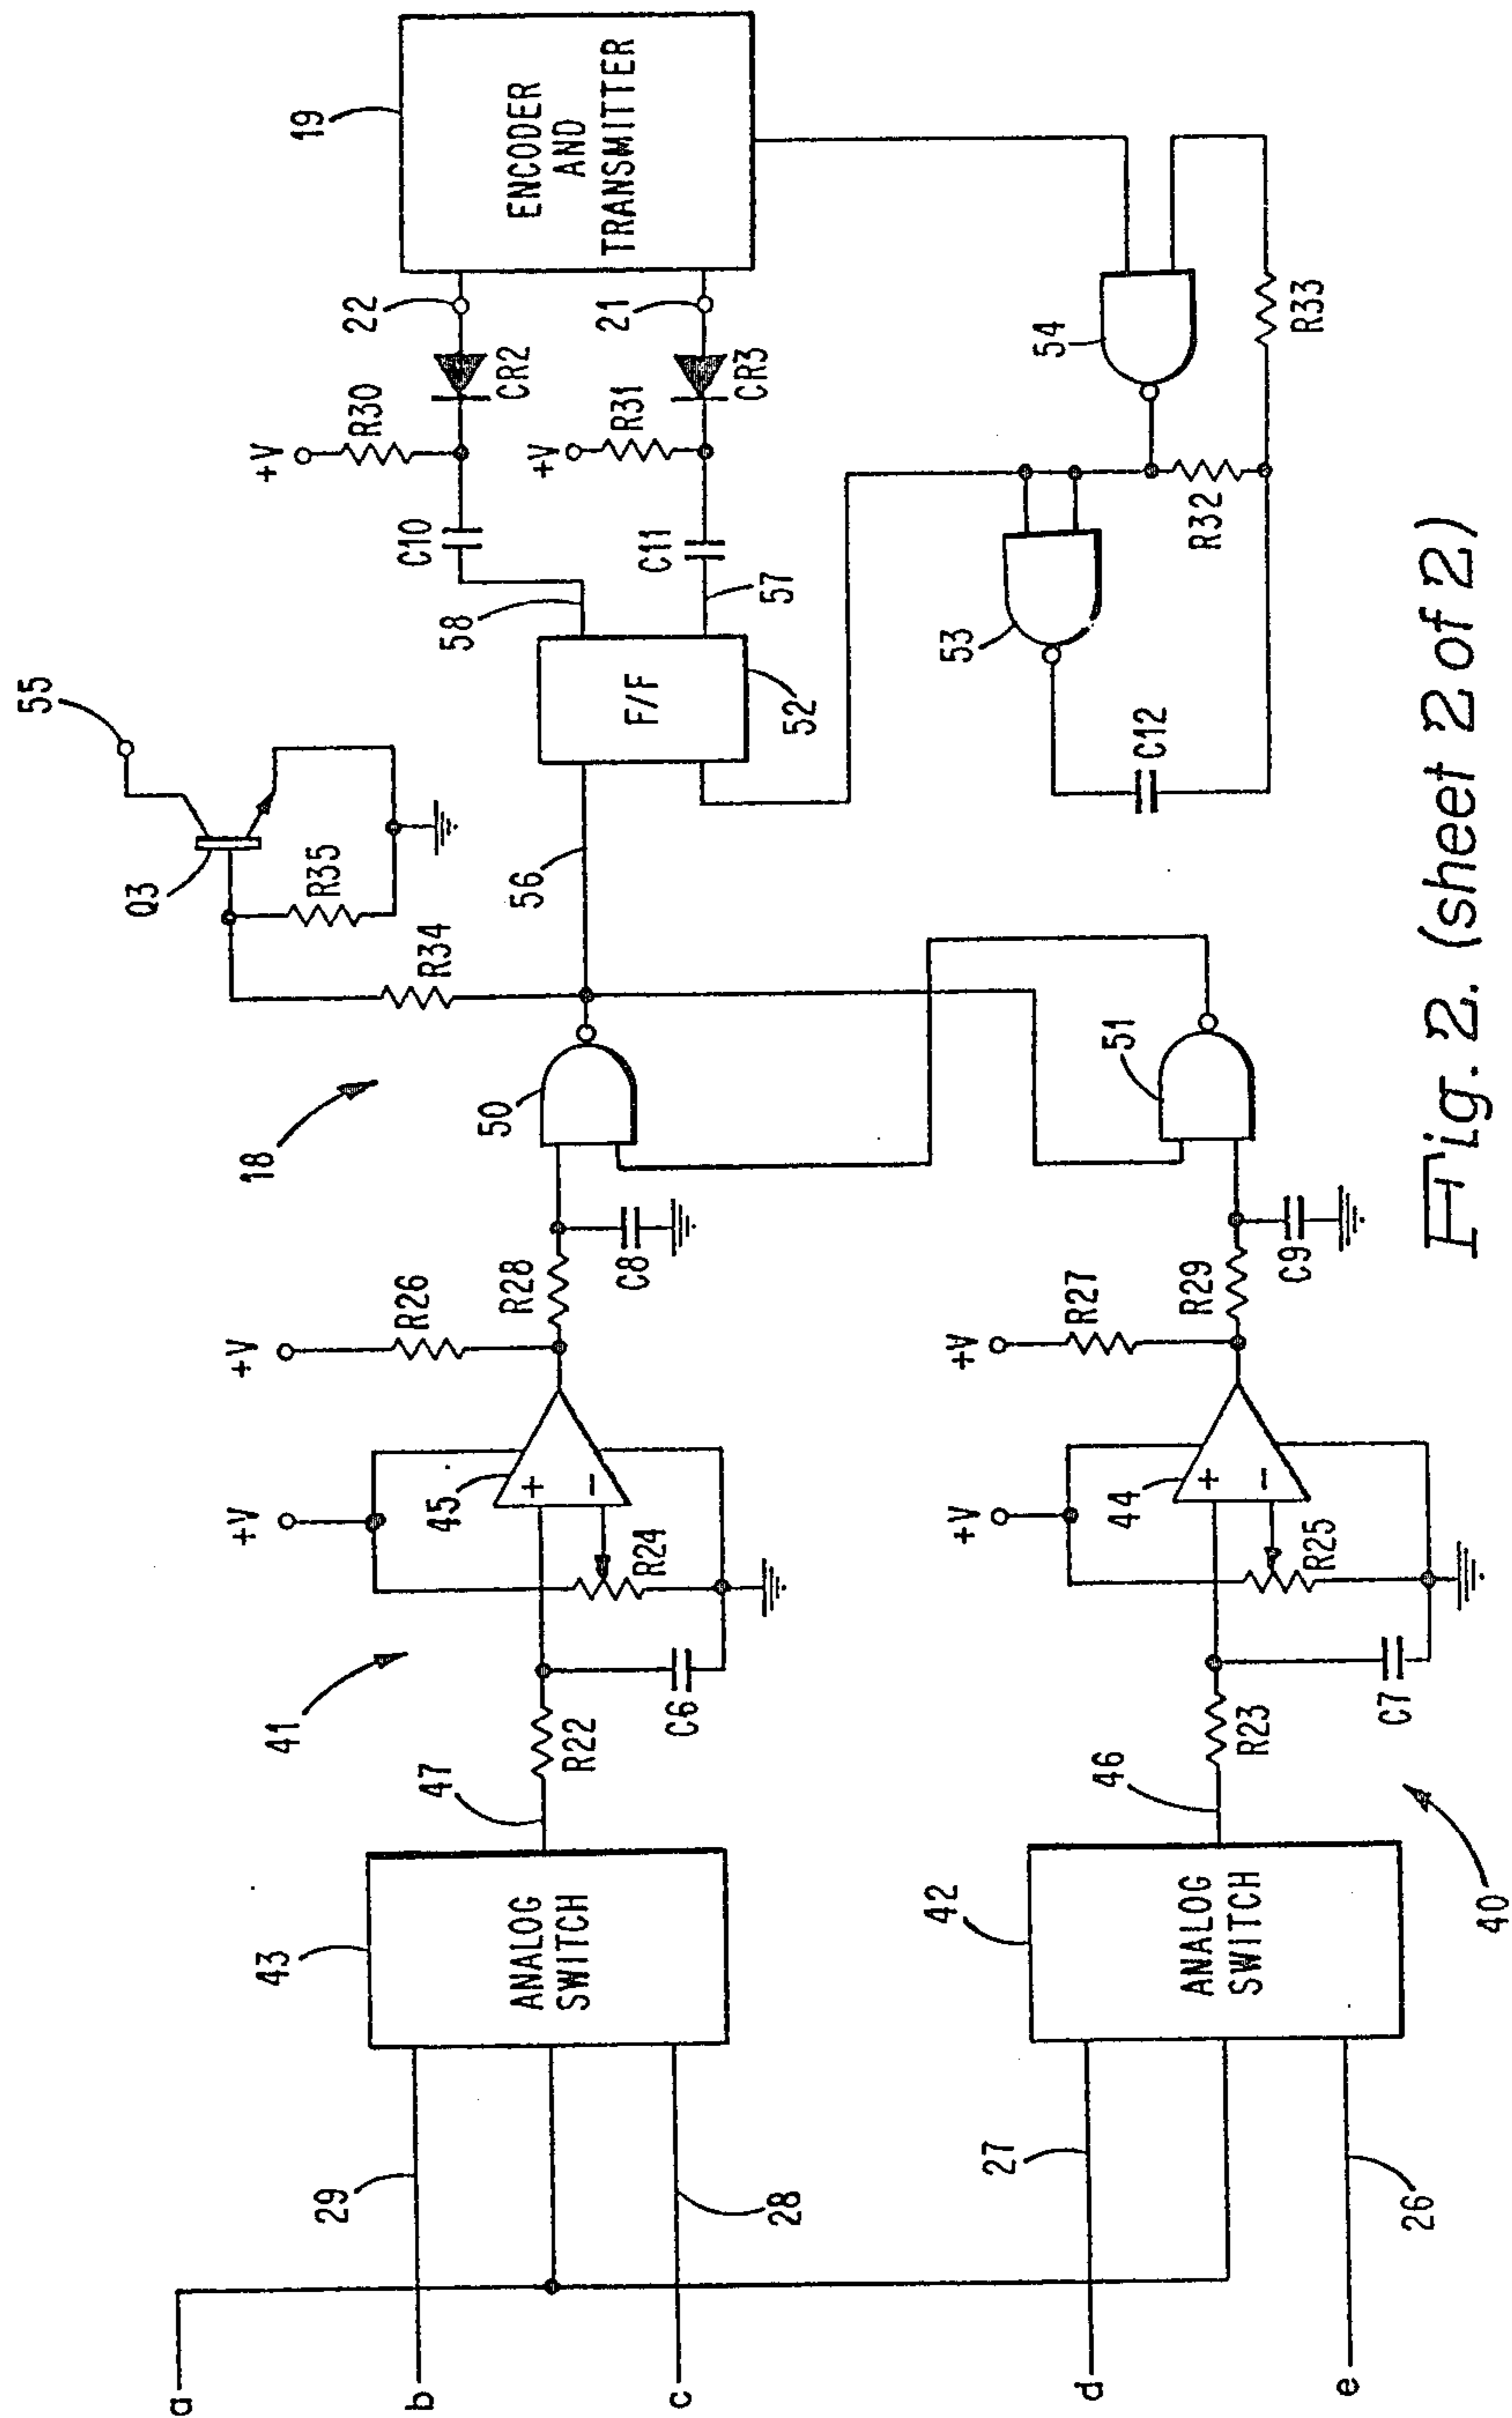 55
Q3
R35
R34
+V
R30
22
19
ENCODER
AND
TRANSMITTER
C10
CR2
58
18
56
F/F
52
+V
R31
21
C11
CR3
57
50
+V
R26
R28
C8
+V
41
45
+
−
R24
C6
R22
47
43
ANALOG
SWITCH
29
28
a
b
c
53
54
C12
R32
R33
51
+V
R27
R29
C9
+V
44
+
−
R25
C7
R23
46
42
ANALOG
SWITCH
40
27
26
d
e
Fig. 2. (sheet 2 of 2)